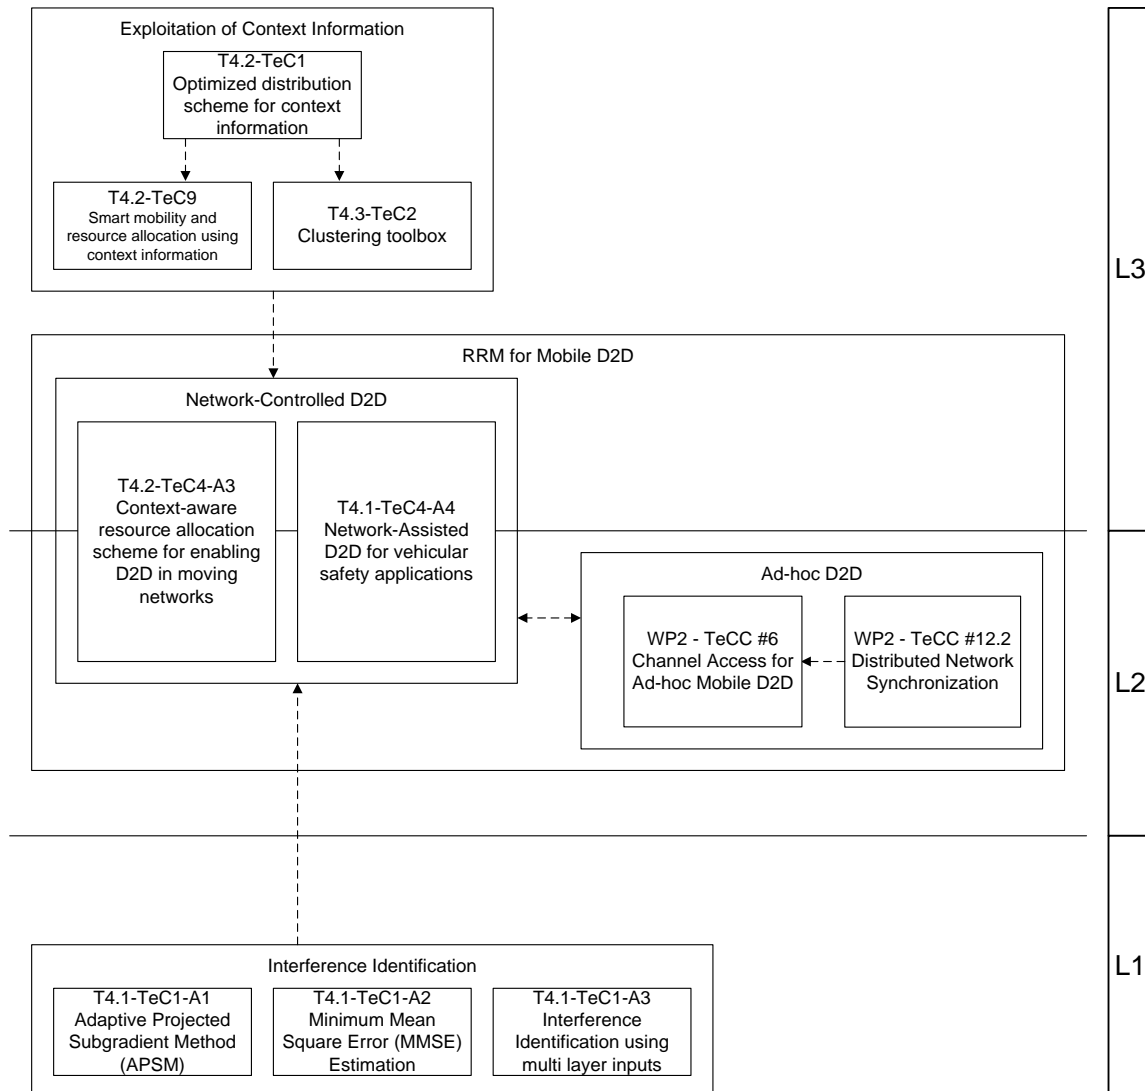 Exploitation of Context Information
T4.2-TeC1
Optimized distribution
scheme for context
information
T4.2-TeC9
Smart mobility and
resource allocation using
context information
T4.3-TeC2
Clustering toolbox
L3
RRM for Mobile D2D
Network-Controlled D2D
T4.2-TeC4-A3
Context-aware
resource allocation
scheme for enabling
D2D in moving
networks
T4.1-TeC4-A4
Network-Assisted
D2D for vehicular
safety applications
Ad-hoc D2D
WP2 - TeCC #6
Channel Access for
Ad-hoc Mobile D2D
WP2 - TeCC #12.2
Distributed Network
Synchronization
L2
Interference Identification
T4.1-TeC1-A1
Adaptive Projected
Subgradient Method
(APSM)
T4.1-TeC1-A2
Minimum Mean
Square Error (MMSE)
Estimation
T4.1-TeC1-A3
Interference
Identification using
multi layer inputs
L1